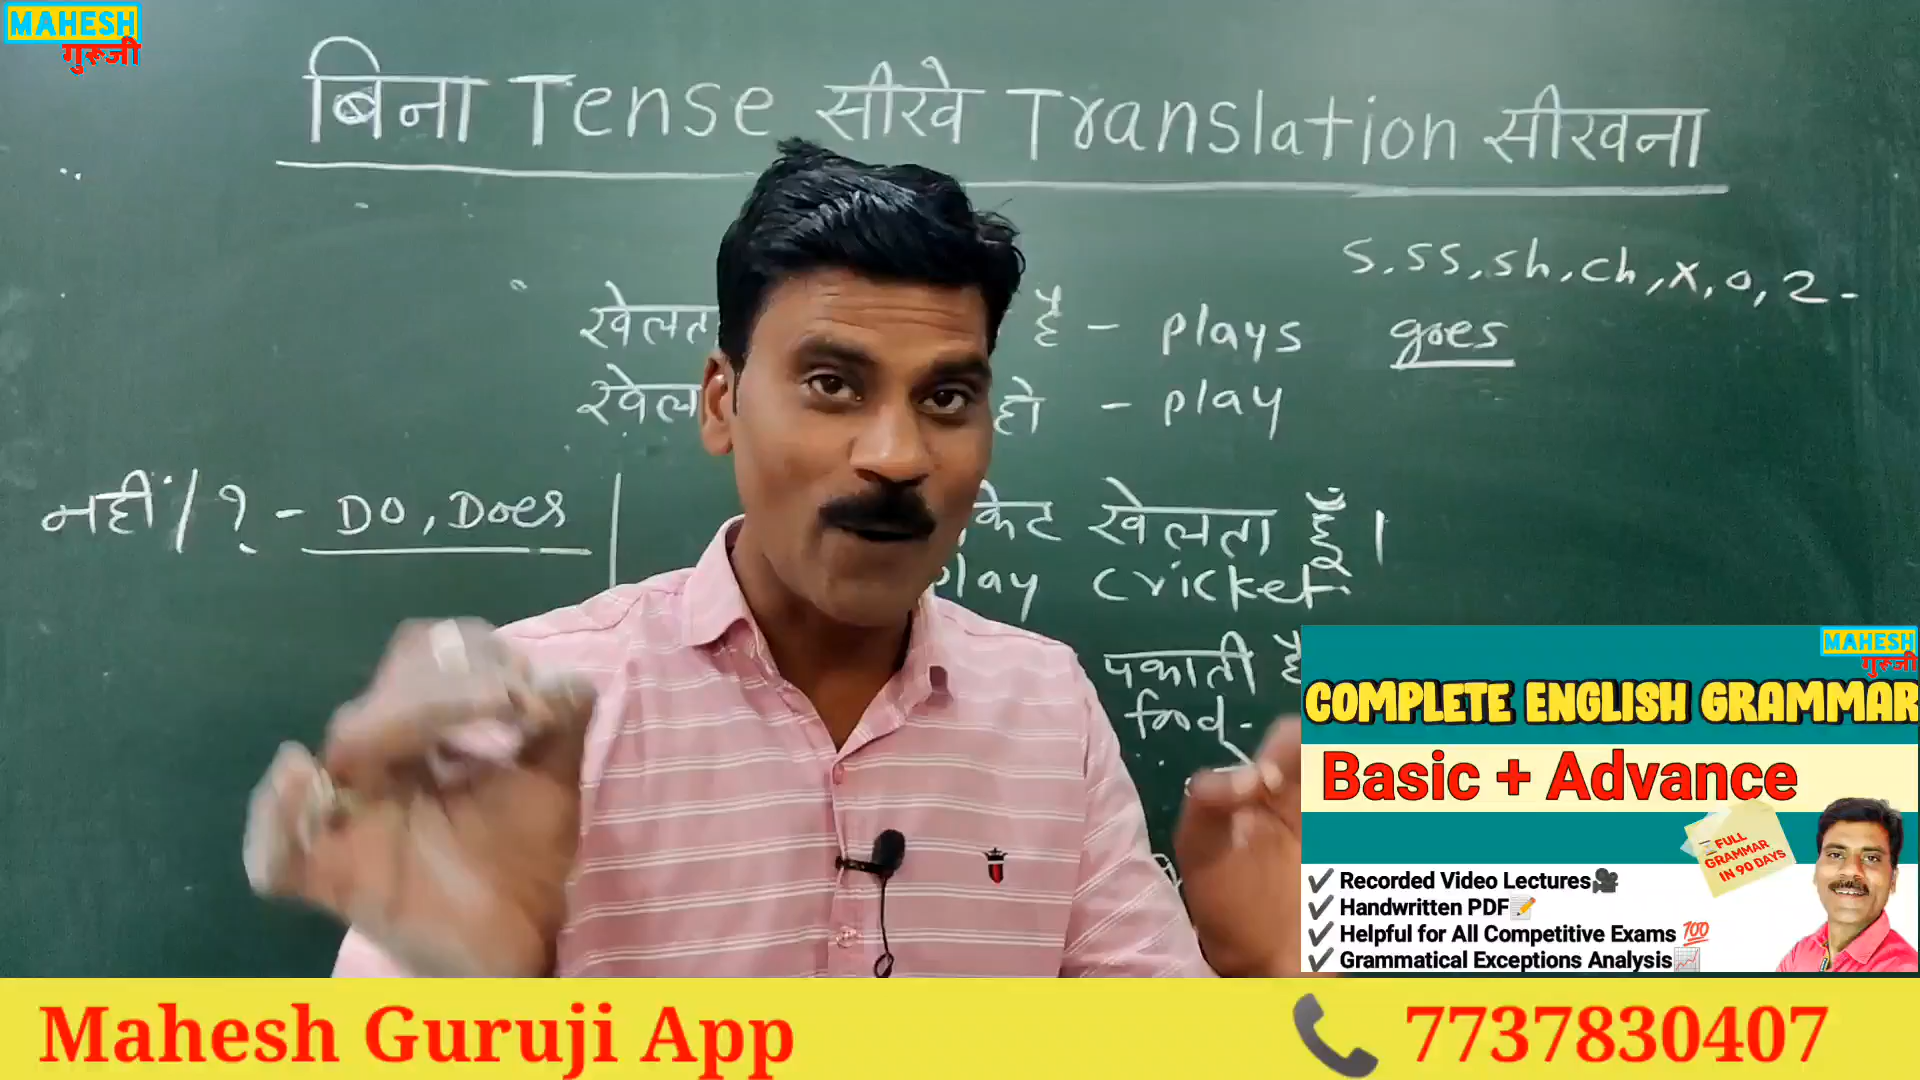 MAHESH
गुरूजी
बिना Tense सीखे Translation सीखना
s, ss, sh, ch, x, o, z -
है - plays goes
हो - play
नहीं / ? - Do, Does
खेलता हूँ ।
play cricket.
पकाती है
food.
MAHESH
गुरूजी
COMPLETE ENGLISH GRAMMAR
Basic + Advance
FULL
GRAMMAR
IN 90 DAYS
✔ Recorded Video Lectures🎥
✔ Handwritten PDF📝
✔ Helpful for All Competitive Exams 💯
✔ Grammatical Exceptions Analysis📈
Mahesh Guruji App 📞 7737830407